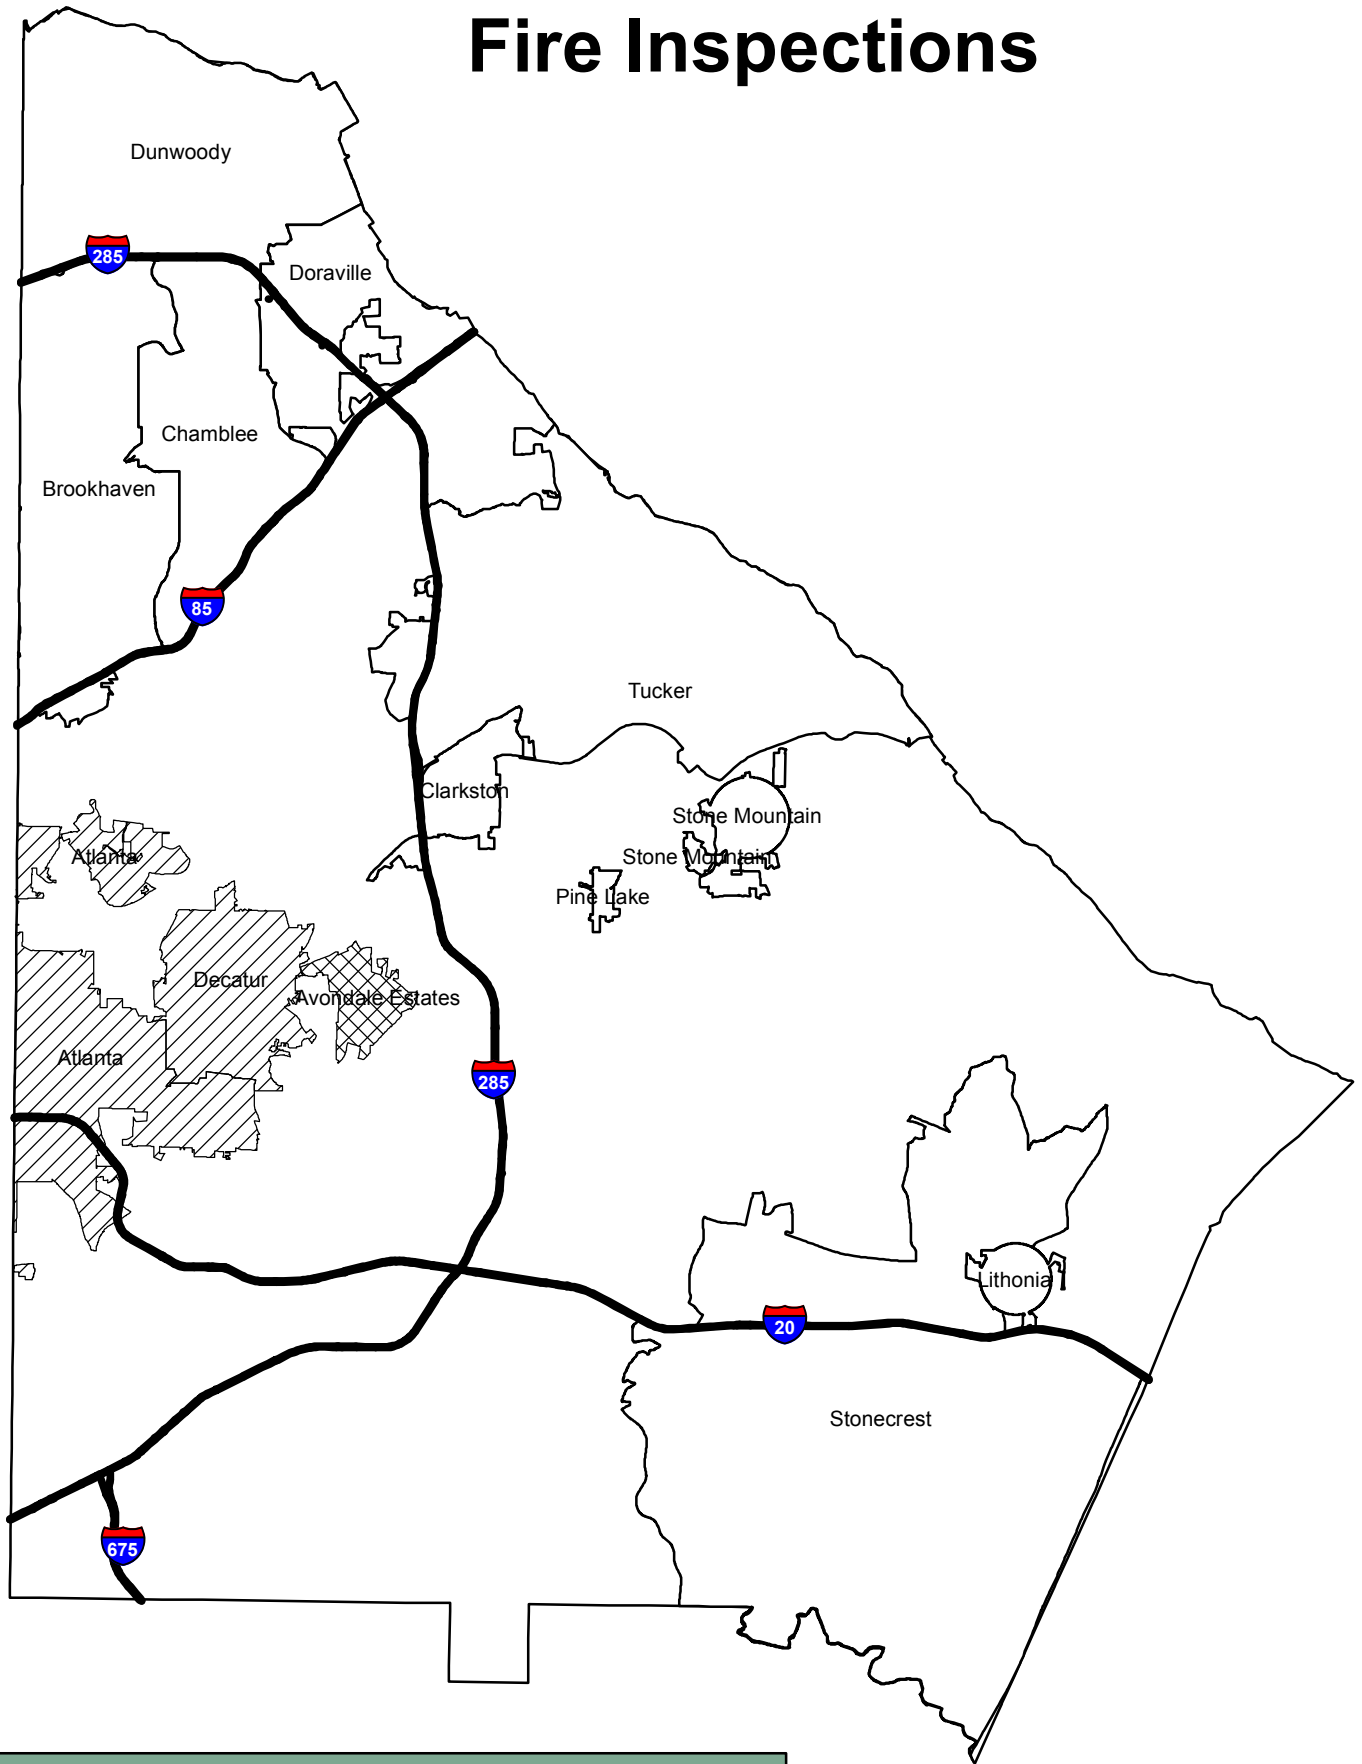 Fire Inspections
Dunwoody
285
Doraville
Chamblee
Brookhaven
85
Tucker
Clarkston
Stone Mountain
Atlanta
Stone Mountain
Pine Lake
Decatur
Avondale Estates
Atlanta
285
Lithonia
20
Stonecrest
675